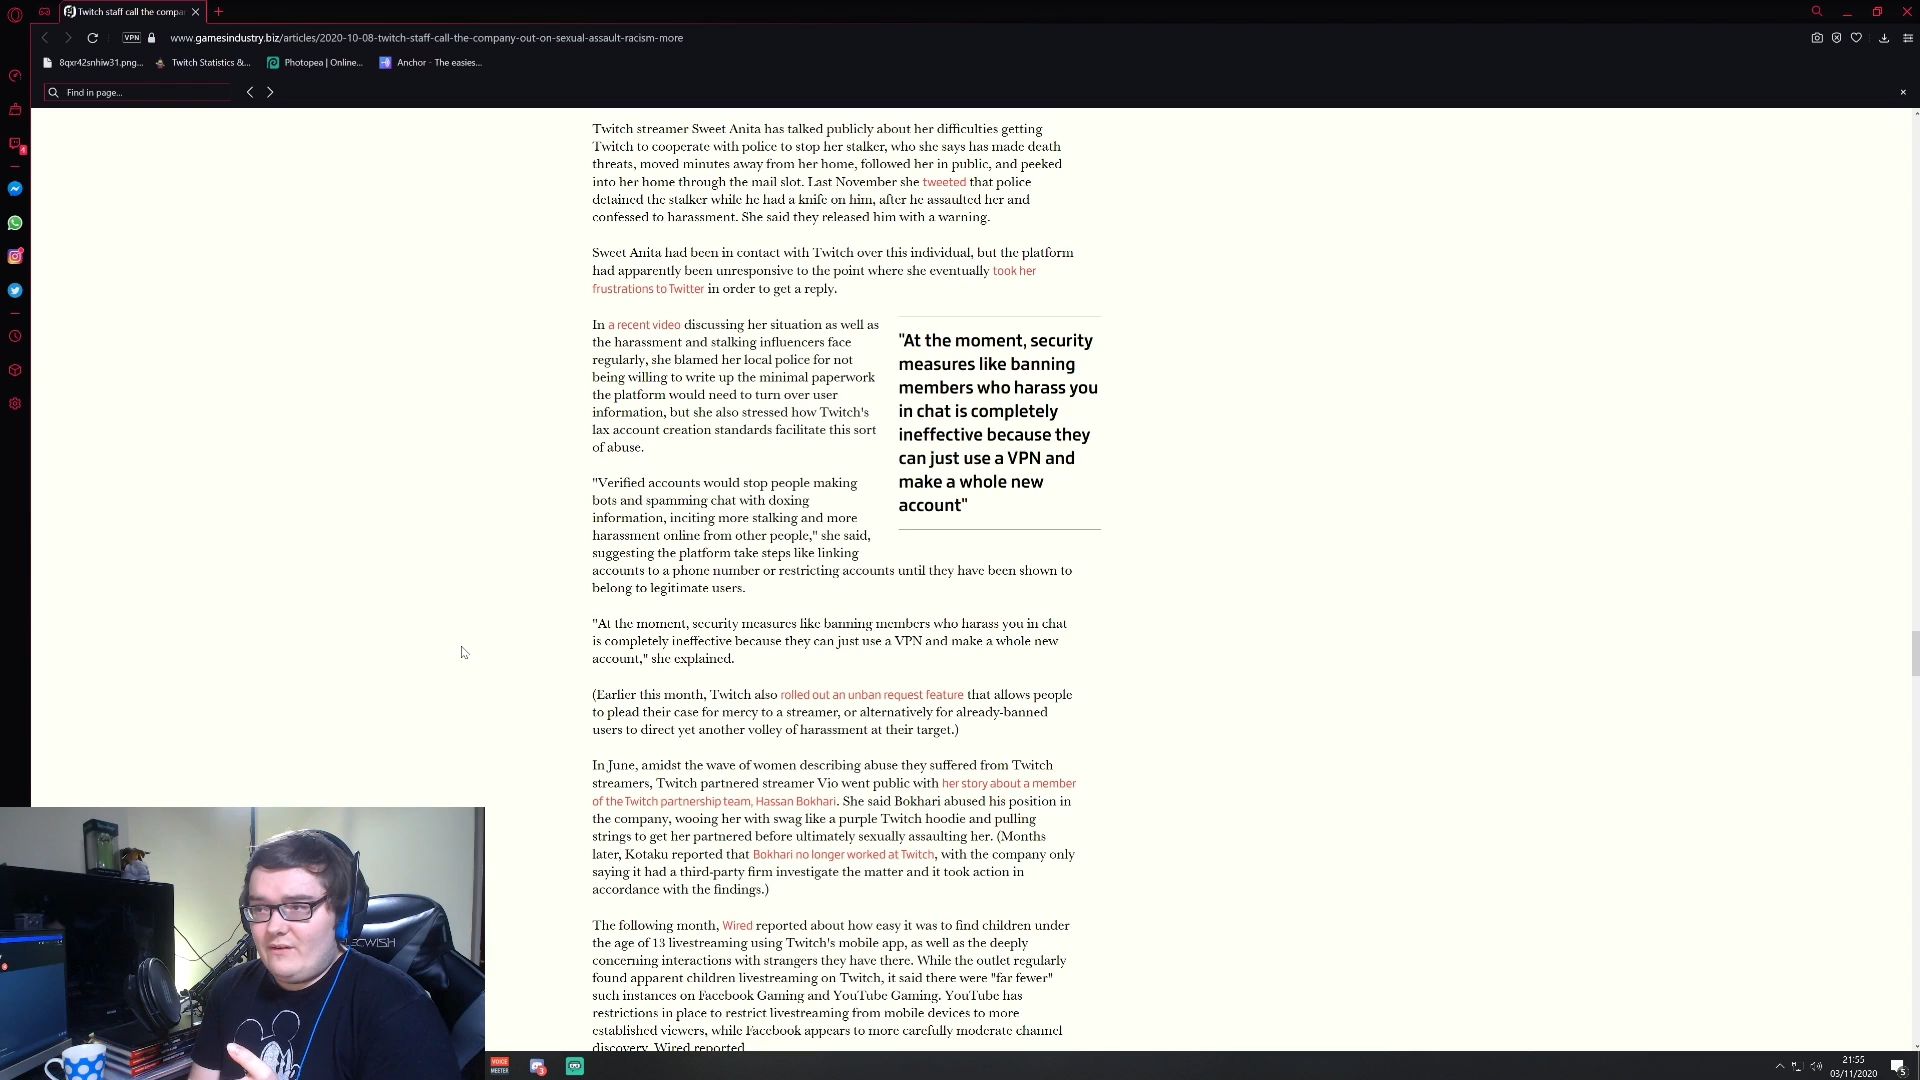 Twitch staff call the compa
VPN
www.gamesindustry.biz/articles/2020-10-08-twitch-staff-call-the-company-out-on-sexual-assault-racism-more
8qxr42snhiw31.png...
Twitch Statistics &...
Photopea | Online...
Anchor - The easies...
Find in page...
Twitch streamer Sweet Anita has talked publicly about her difficulties getting
Twitch to cooperate with police to stop her stalker, who she says has made death
threats, moved minutes away from her home, followed her in public, and peeked
into her home through the mail slot. Last November she tweeted that police
detained the stalker while he had a knife on him, after he assaulted her and
confessed to harassment. She said they released him with a warning.
Sweet Anita had been in contact with Twitch over this individual, but the platform
had apparently been unresponsive to the point where she eventually took her
frustrations to Twitter in order to get a reply.
In a recent video discussing her situation as well as
the harassment and stalking influencers face
regularly, she blamed her local police for not
being willing to write up the minimal paperwork
the platform would need to turn over user
information, but she also stressed how Twitch's
lax account creation standards facilitate this sort
of abuse.
"At the moment, security
measures like banning
members who harass you
in chat is completely
ineffective because they
can just use a VPN and
make a whole new
account"
"Verified accounts would stop people making
bots and spamming chat with doxing
information, inciting more stalking and more
harassment online from other people," she said,
suggesting the platform take steps like linking
accounts to a phone number or restricting accounts until they have been shown to
belong to legitimate users.
"At the moment, security measures like banning members who harass you in chat
is completely ineffective because they can just use a VPN and make a whole new
account," she explained.
(Earlier this month, Twitch also rolled out an unban request feature that allows people
to plead their case for mercy to a streamer, or alternatively for already-banned
users to direct yet another volley of harassment at their target.)
In June, amidst the wave of women describing abuse they suffered from Twitch
streamers, Twitch partnered streamer Vio went public with her story about a member
of the Twitch partnership team, Hassan Bokhari. She said Bokhari abused his position in
the company, wooing her with swag like a purple Twitch hoodie and pulling
strings to get her partnered before ultimately sexually assaulting her. (Months
later, Kotaku reported that Bokhari no longer worked at Twitch, with the company only
saying it had a third-party firm investigate the matter and it took action in
accordance with the findings.)
The following month, Wired reported about how easy it was to find children under
the age of 13 livestreaming using Twitch's mobile app, as well as the deeply
concerning interactions with strangers they have there. While the outlet regularly
found apparent children livestreaming on Twitch, it said there were "far fewer"
such instances on Facebook Gaming and YouTube Gaming. YouTube has
restrictions in place to restrict livestreaming from mobile devices to more
established viewers, while Facebook appears to more carefully moderate channel
discovery, Wired reported
VOICE
MEETER
3
21:55
03/11/2020
5